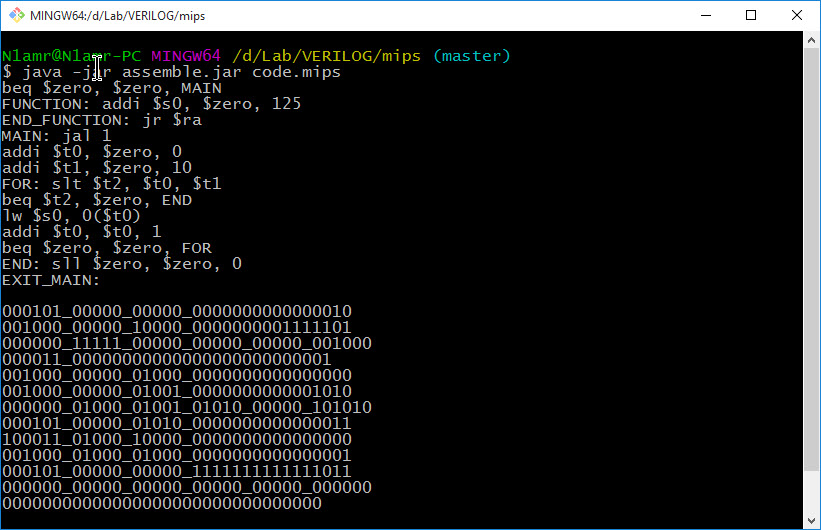 MINGW64:/d/Lab/VERILOG/mips
N1amr@N1amr-PC MINGW64 /d/Lab/VERILOG/mips (master)
$ java -jar assemble.jar code.mips
beq $zero, $zero, MAIN
FUNCTION: addi $s0, $zero, 125
END_FUNCTION: jr $ra
MAIN: jal 1
addi $t0, $zero, 0
addi $t1, $zero, 10
FOR: slt $t2, $t0, $t1
beq $t2, $zero, END
lw $s0, 0($t0)
addi $t0, $t0, 1
beq $zero, $zero, FOR
END: sll $zero, $zero, 0
EXIT_MAIN:
000101_00000_00000_0000000000000010
001000_00000_10000_0000000001111101
000000_11111_00000_00000_00000_001000
000011_00000000000000000000000001
001000_00000_01000_0000000000000000
001000_00000_01001_0000000000001010
000000_01000_01001_01010_00000_101010
000101_00000_01010_0000000000000011
100011_01000_10000_0000000000000000
001000_01000_01000_0000000000000001
000101_00000_00000_1111111111111011
000000_00000_00000_00000_00000_000000
00000000000000000000000000000000